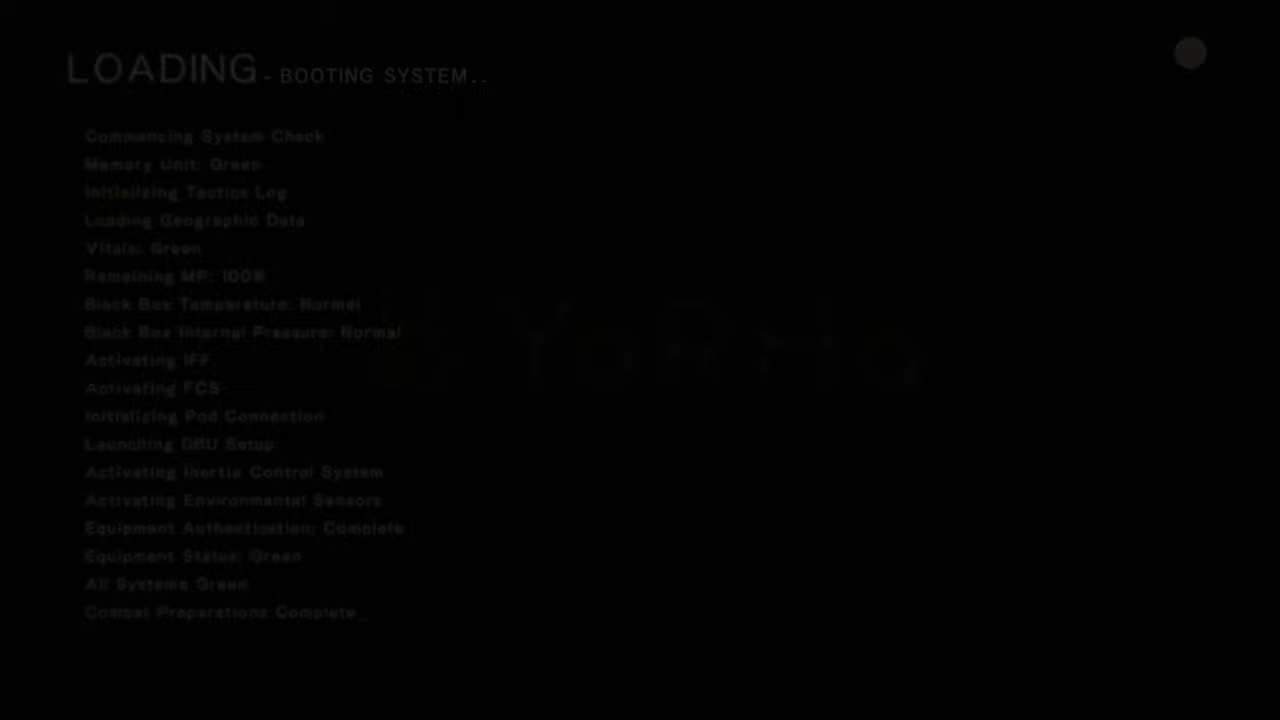 LOADING - BOOTING SYSTEM..
Commencing System Check
Memory Unit: Green
Initializing Tactics Log
Loading Geographic Data
Vitals: Green
Remaining MP: 100%
Black Box Temperature: Normal
Black Box Internal Pressure: Normal
YoRHa
Activating IFF
Activating FCS
Initializing Pod Connection
Launching DBU Setup
Activating Inertia Control System
Activating Environmental Sensors
Equipment Authentication: Complete
Equipment Status: Green
All Systems Green
Combat Preparations Complete_